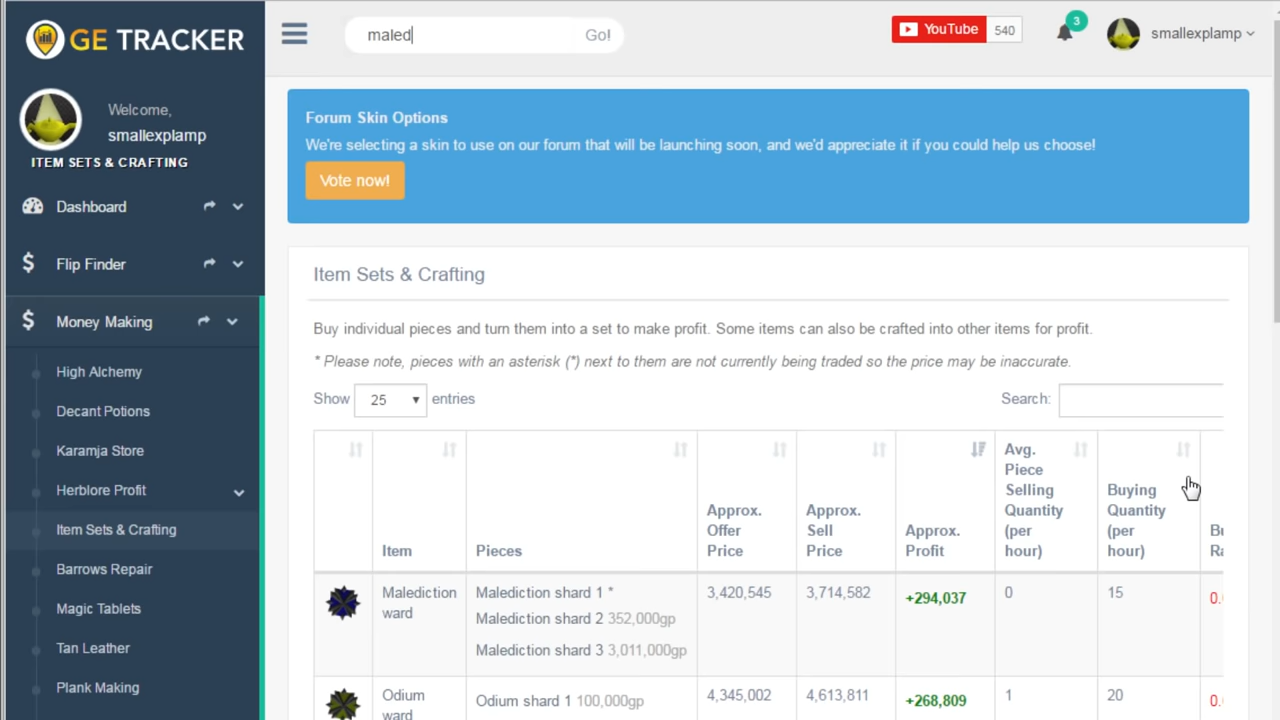 GE TRACKER
maled
Go!
YouTube
540
3
smallexplamp
Welcome,
smallexplamp
ITEM SETS & CRAFTING
Dashboard
Flip Finder
Money Making
High Alchemy
Decant Potions
Karamja Store
Herblore Profit
Item Sets & Crafting
Barrows Repair
Magic Tablets
Tan Leather
Plank Making
Forum Skin Options
We're selecting a skin to use on our forum that will be launching soon, and we'd appreciate it if you could help us choose!
Vote now!
Item Sets & Crafting
Buy individual pieces and turn them into a set to make profit. Some items can also be crafted into other items for profit.
* Please note, pieces with an asterisk (*) next to them are not currently being traded so the price may be inaccurate.
Show 25 entries
Search:
Item
Pieces
Approx.
Offer
Price
Approx.
Sell
Price
Approx.
Profit
Avg.
Piece
Selling
Quantity
(per
hour)
Buying
Quantity
(per
hour)
Malediction
ward
Malediction shard 1 *
Malediction shard 2 352,000gp
Malediction shard 3 3,011,000gp
3,420,545
3,714,582
+294,037
0
15
0.
Odium
ward
Odium shard 1 100,000gp
4,345,002
4,613,811
+268,809
1
20
0.